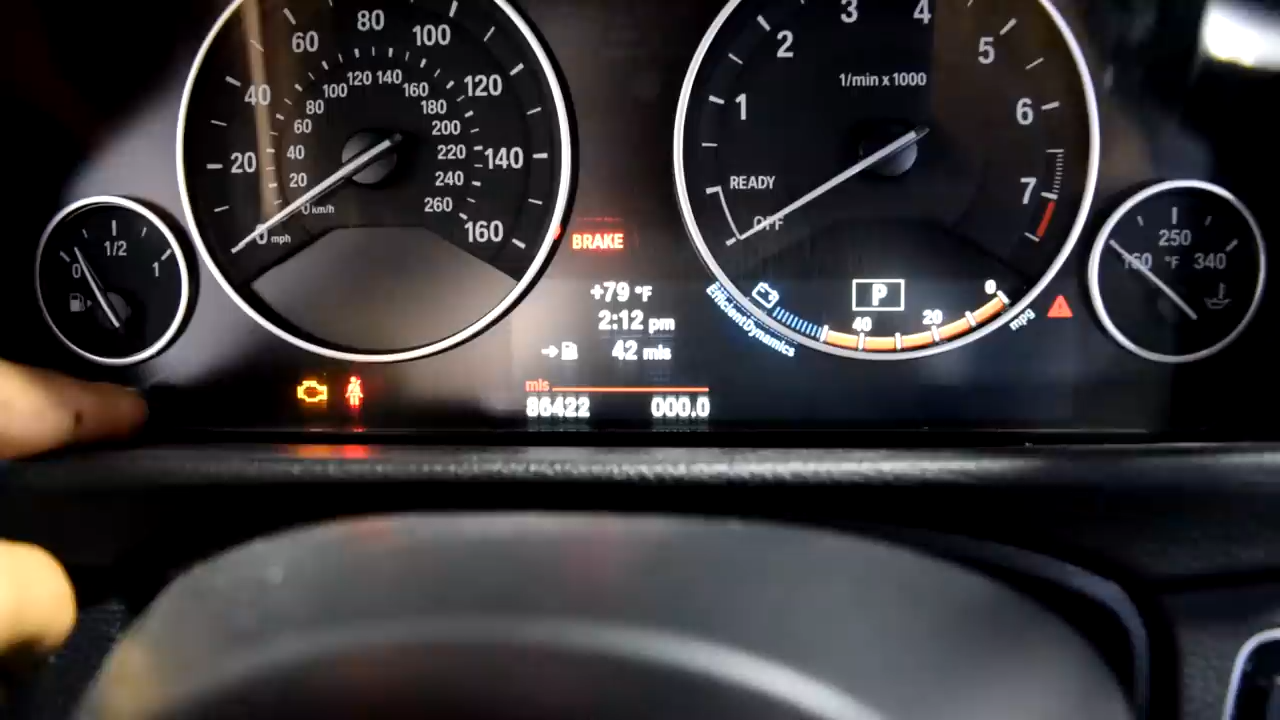 20
40
60
80
100
120
140
160
0 mph
20
40
60
80
100
120
140
160
180
200
220
240
260
0 km/h
0
1/2
1
BRAKE
+79 °F
2:12 pm
42 mls
mls
86422 000.0
1
2
3
4
5
6
7
1/min x 1000
READY
OFF
P
40
20
0
mpg
EfficientDynamics
250
160 °F 340